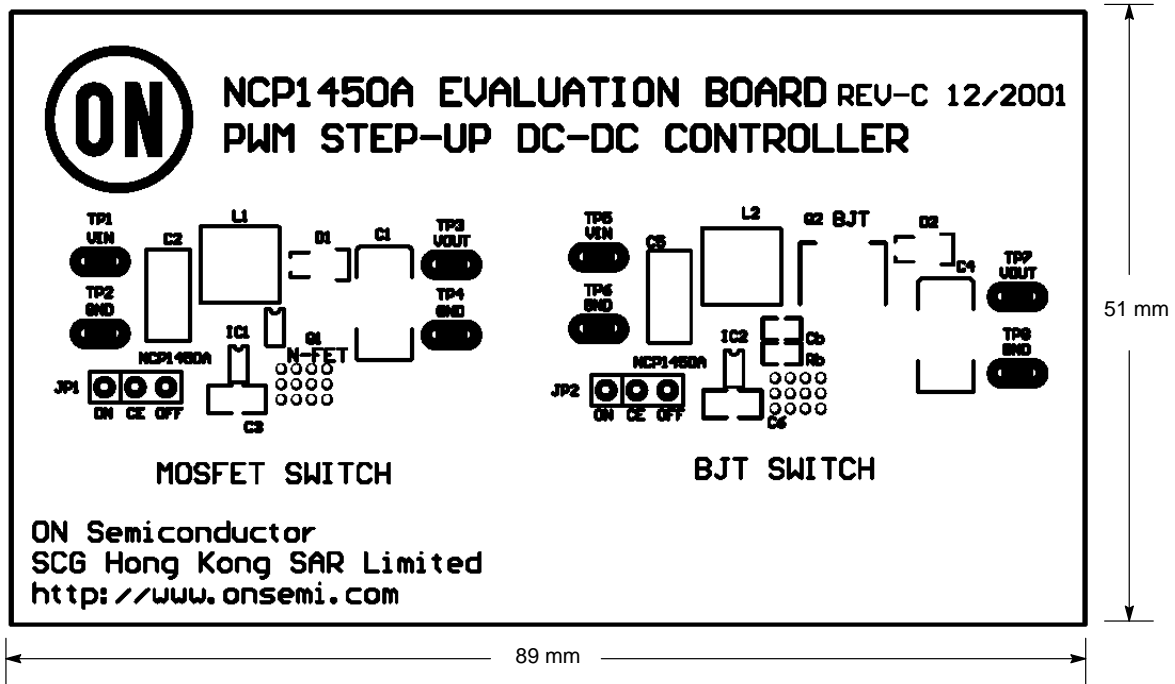 ON
NCP1450A EVALUATION BOARD REV-C 12/2001
PWM STEP-UP DC-DC CONTROLLER
TP1
VIN
C2
L1
D1
C1
TP3
VOUT
TP2
GND
TP4
GND
IC1
Q1
N-FET
NCP1450A
JP1
ON CE OFF
C3
MOSFET SWITCH
TP5
VIN
C5
L2
Q2 BJT
D2
C4
TP7
VOUT
TP6
GND
IC2
Cb
Rb
TP8
GND
NCP1450A
JP2
ON CE OFF
C6
BJT SWITCH
ON Semiconductor
SCG Hong Kong SAR Limited
http://www.onsemi.com
51 mm
89 mm